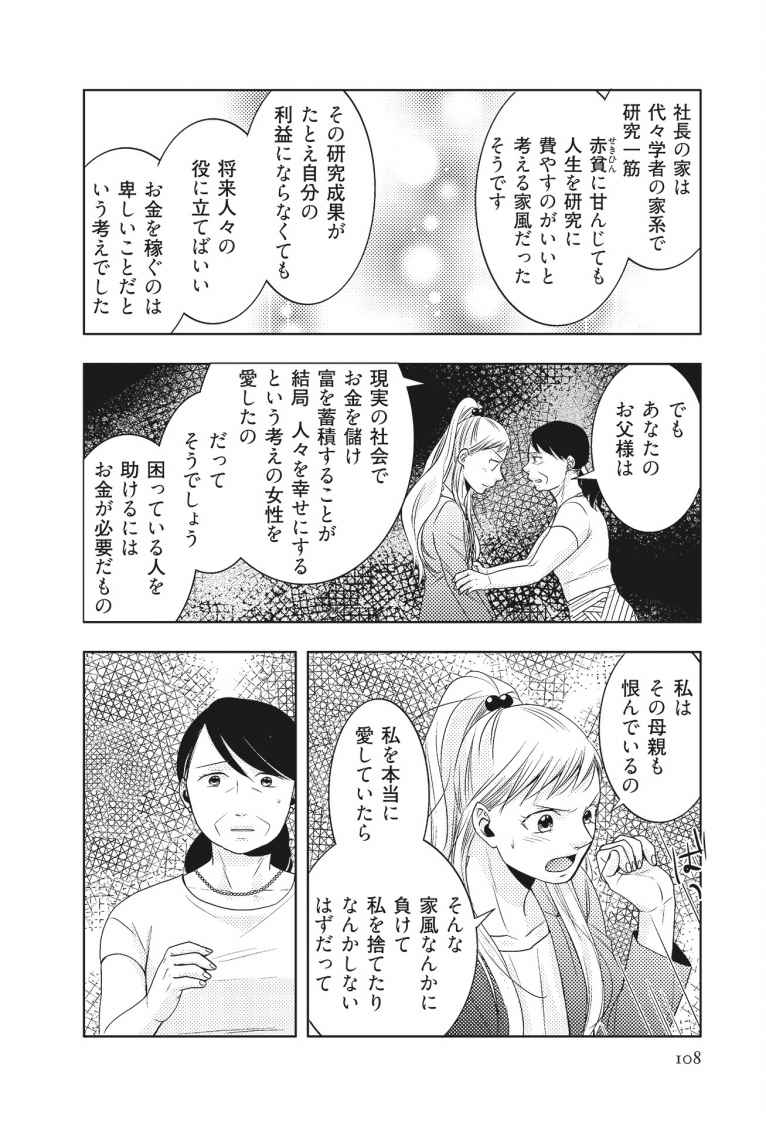 社長の家は
代々学者の家系で
研究一筋
赤貧に甘んじても
せきひん
人生を研究に
費やすのがいいと
考える家風だった
そうです
その研究成果が
たとえ自分の
利益にならなくても
将来人々の
役に立てばいい
お金を稼ぐのは
卑しいことだと
いう考えでした
でも
あなたの
お父様は
現実の社会で
お金を儲け
富を蓄積することが
結局 人々を幸せにする
という考えの女性を
愛したの
だって
そうでしょう
困っている人を
助けるには
お金が必要だもの
私は
その母親も
恨んでいるの
私を本当に
愛していたら
そんな
家風なんかに
負けて
私を捨てたり
なんかしない
はずだって
108